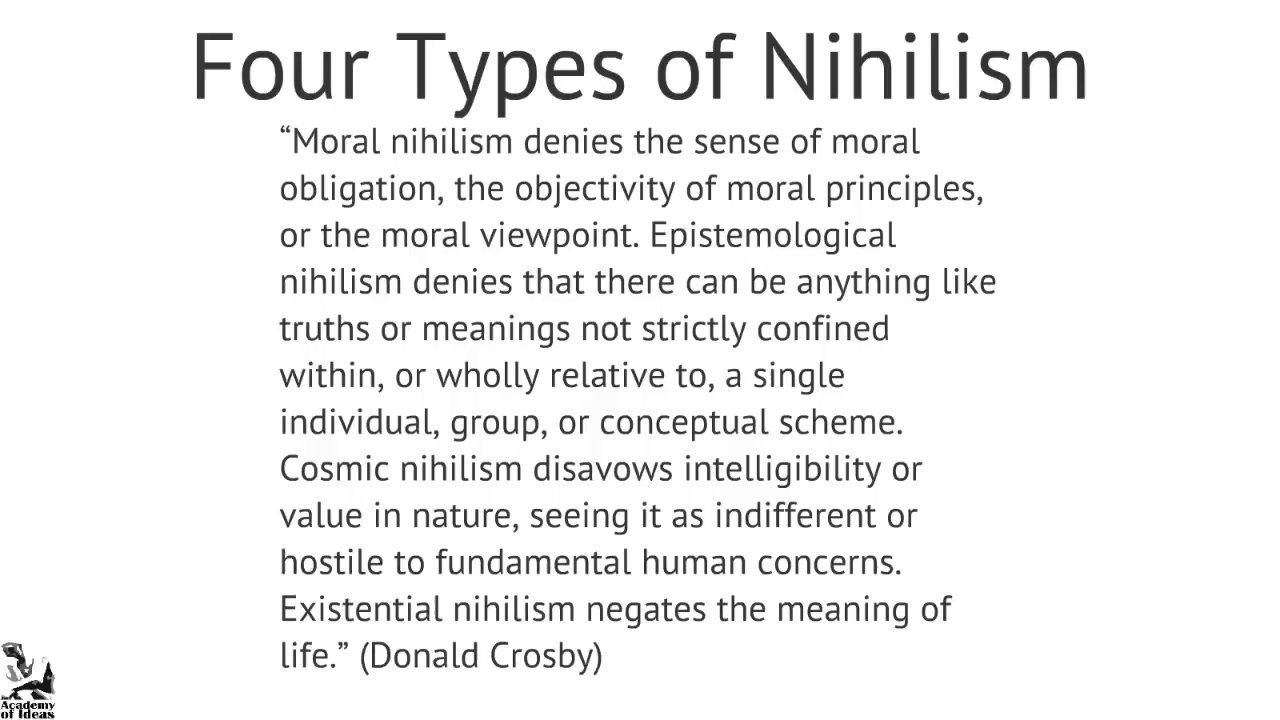 Four Types of Nihilism
“Moral nihilism denies the sense of moral
obligation, the objectivity of moral principles,
or the moral viewpoint. Epistemological
nihilism denies that there can be anything like
truths or meanings not strictly confined
within, or wholly relative to, a single
individual, group, or conceptual scheme.
Cosmic nihilism disavows intelligibility or
value in nature, seeing it as indifferent or
hostile to fundamental human concerns.
Existential nihilism negates the meaning of
life.” (Donald Crosby)
Academy
of Ideas